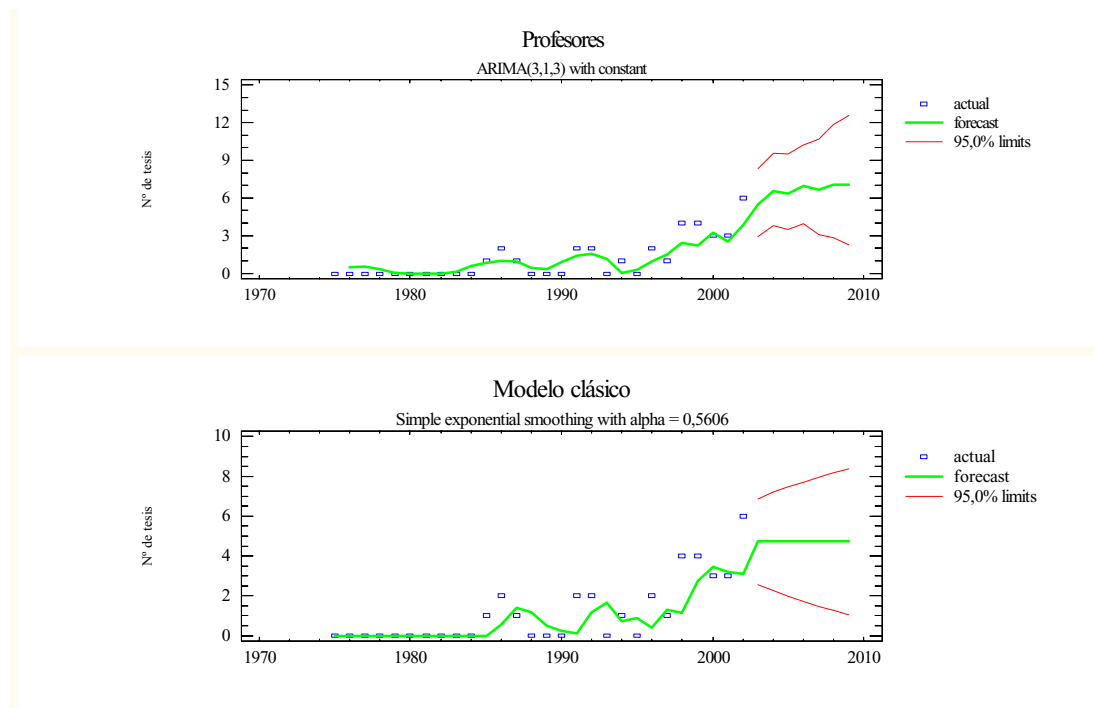 Profesores
ARIMA(3,1,3) with constant
15
12
9
6
3
0
Nº de tesis
1970
1980
1990
2000
2010
actual
forecast
95,0% limits
Modelo clásico
Simple exponential smoothing with alpha = 0,5606
10
8
6
4
2
0
Nº de tesis
1970
1980
1990
2000
2010
actual
forecast
95,0% limits